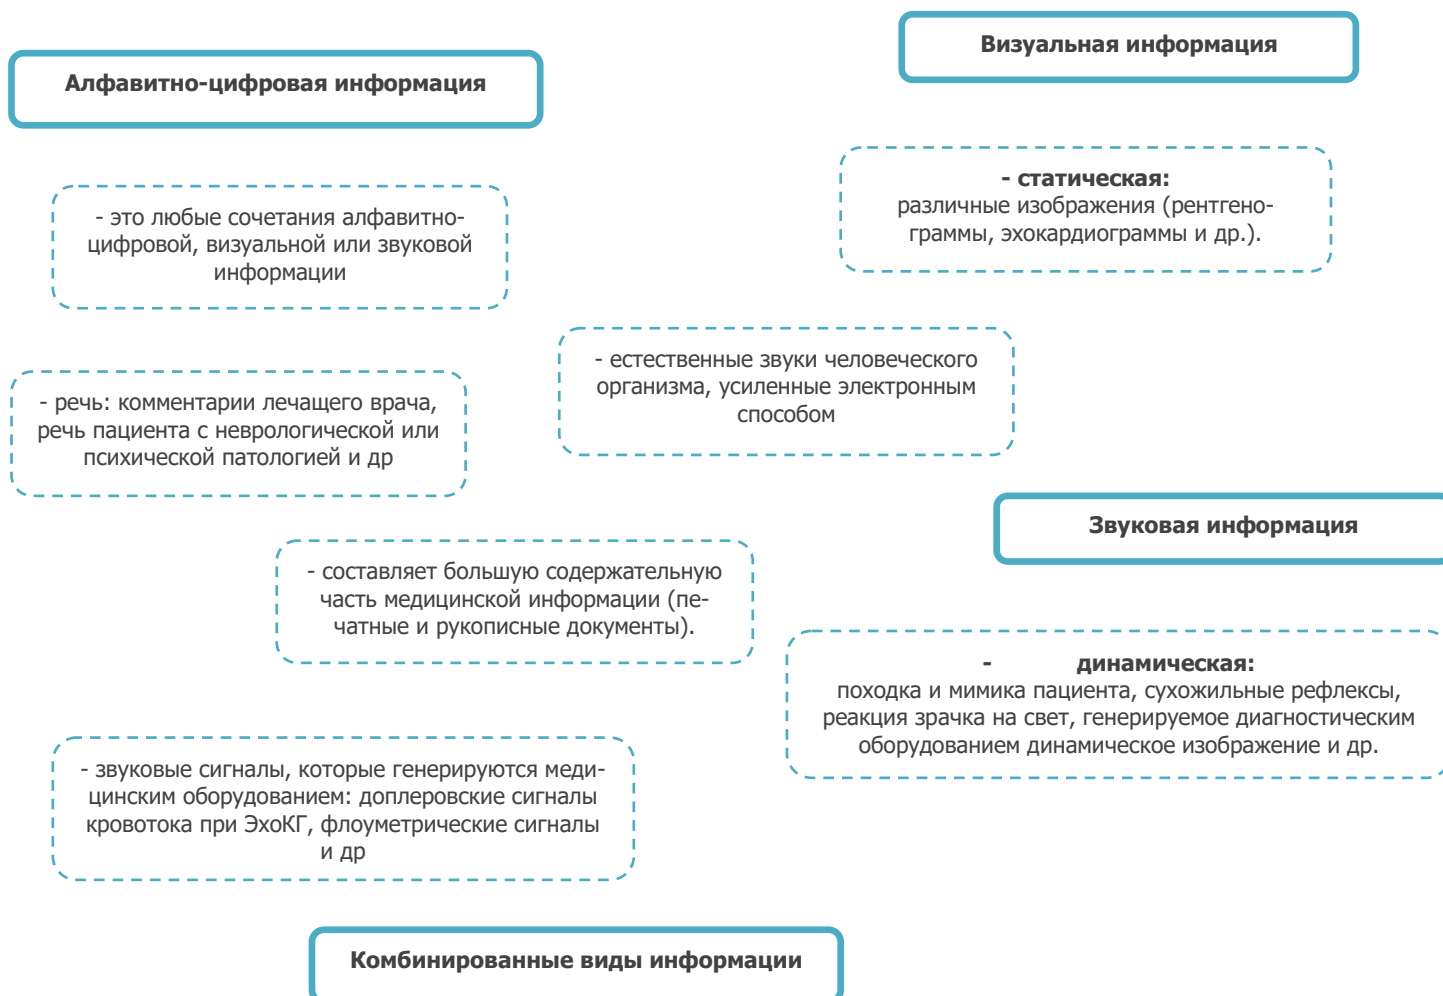 Визуальная информация
Алфавитно-цифровая информация
- статическая:
различные изображения (рентгено-
граммы, эхокардиограммы и др.).
- это любые сочетания алфавитно-
цифровой, визуальной или звуковой
информации
- естественные звуки человеческого
организма, усиленные электронным
способом
- речь: комментарии лечащего врача,
речь пациента с неврологической или
психической патологией и др
Звуковая информация
- составляет большую содержательную
часть медицинской информации (пе-
чатные и рукописные документы).
- динамическая:
походка и мимика пациента, сухожильные рефлексы,
реакция зрачка на свет, генерируемое диагностическим
оборудованием динамическое изображение и др.
- звуковые сигналы, которые генерируются меди-
цинским оборудованием: доплеровские сигналы
кровотока при ЭхоКГ, флоуметрические сигналы
и др
Комбинированные виды информации